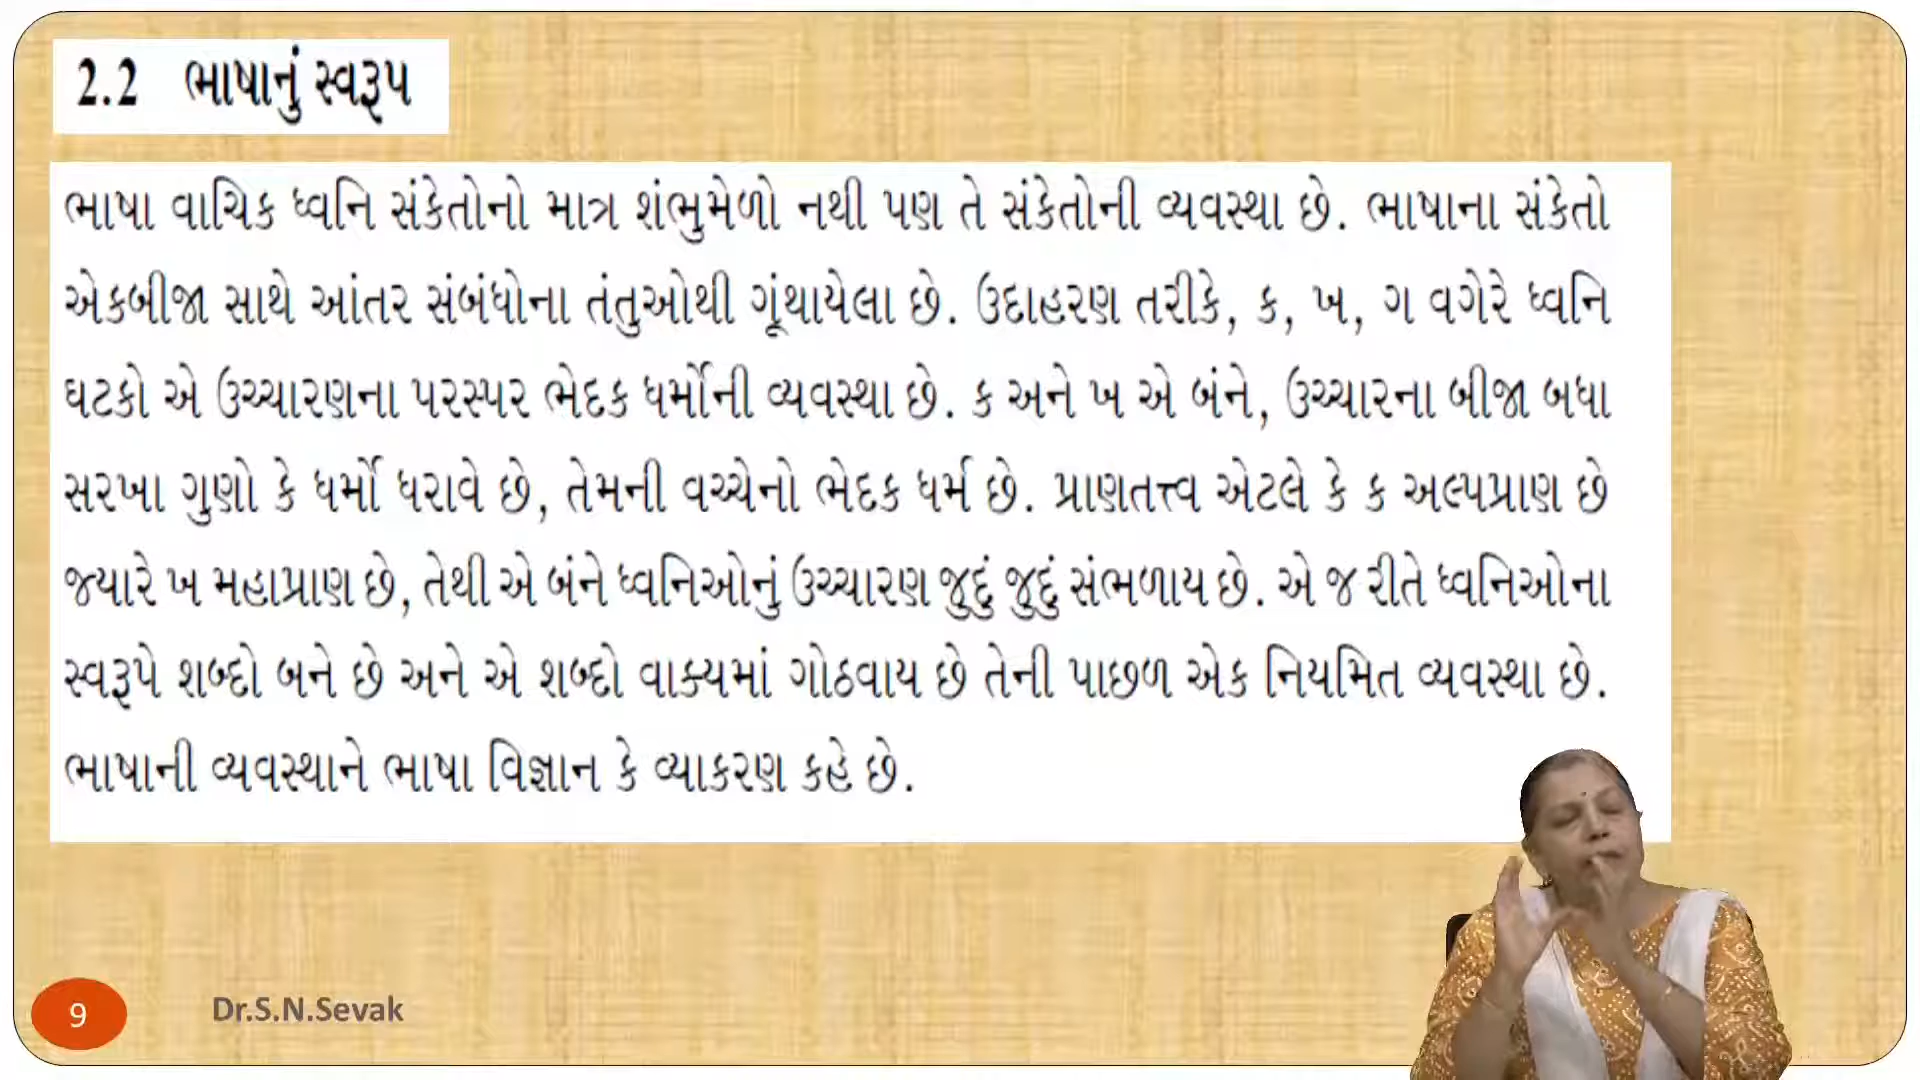 2.2 ભાષાનું સ્વરૂપ
ભાષા વાચિક ધ્વનિ સંકેતોનો માત્ર શંભુમેળો નથી પણ તે સંકેતોની વ્યવસ્થા છે. ભાષાના સંકેતો
એકબીજા સાથે આંતર સંબંધોના તંતુઓથી ગૂંથાયેલા છે. ઉદાહરણ તરીકે, ક, ખ, ગ વગેરે ધ્વનિ
ઘટકો એ ઉચ્ચારણના પરસ્પર ભેદક ધર્મોની વ્યવસ્થા છે. ક અને ખ એ બંને, ઉચ્ચારના બીજા બધા
સરખા ગુણો કે ધર્મો ધરાવે છે, તેમની વચ્ચેનો ભેદક ધર્મ છે. પ્રાણતત્ત્વ એટલે કે ક અલ્પપ્રાણ છે
જ્યારે ખ મહાપ્રાણ છે, તેથી એ બંને ધ્વનિઓનું ઉચ્ચારણ જુદું જુદું સંભળાય છે. એ જ રીતે ધ્વનિઓના
સ્વરૂપે શબ્દો બને છે અને એ શબ્દો વાક્યમાં ગોઠવાય છે તેની પાછળ એક નિયમિત વ્યવસ્થા છે.
ભાષાની વ્યવસ્થાને ભાષા વિજ્ઞાન કે વ્યાકરણ કહે છે.
9 Dr.S.N.Sevak